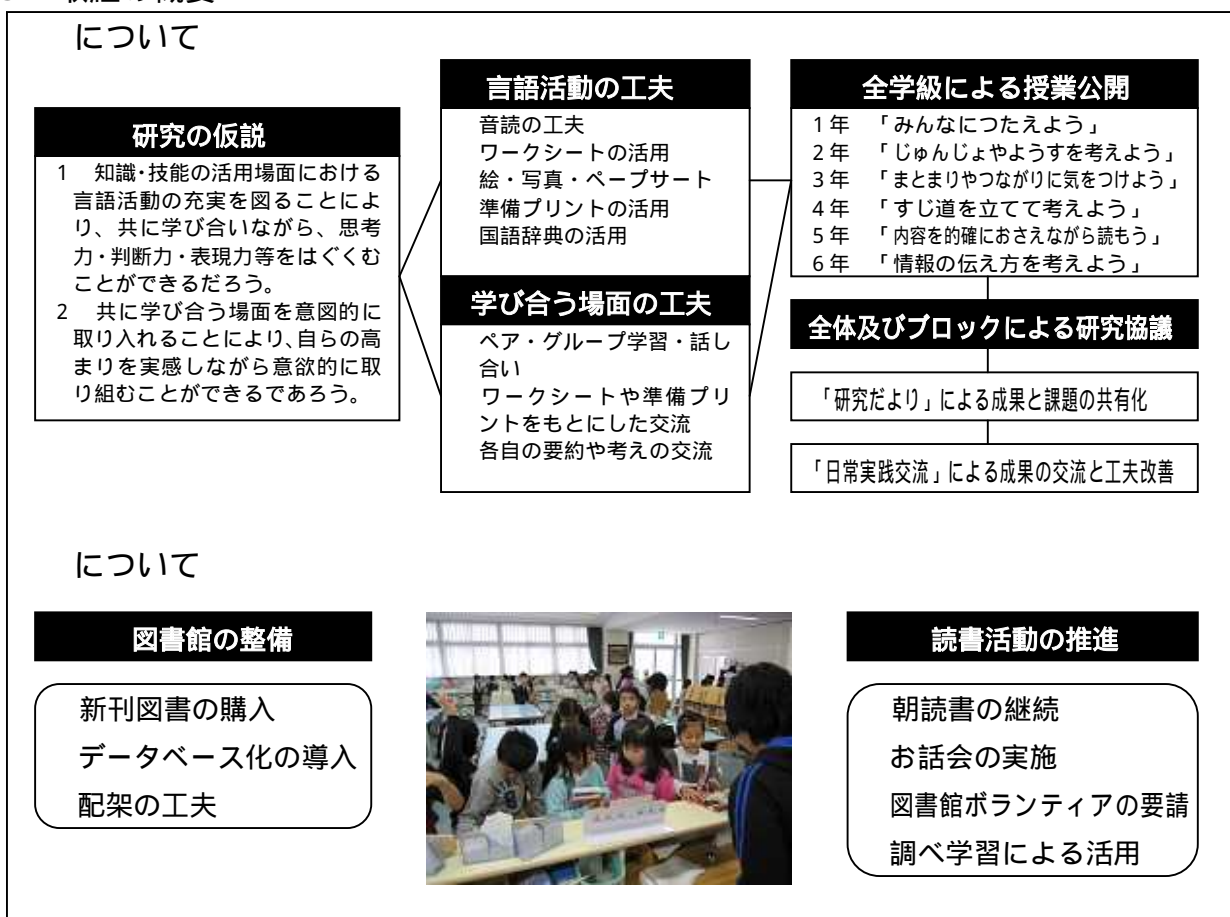 について
研究の仮説
1 知識・技能の活用場面における
言語活動の充実を図ることによ
り、共に学び合いながら、思考
力・判断力・表現力等をはぐくむ
ことができるだろう。
2 共に学び合う場面を意図的に
取り入れることにより、自らの高
まりを実感しながら意欲的に取
り組むことができるであろう。
言語活動の工夫
音読の工夫
ワークシートの活用
絵・写真・ペープサート
準備プリントの活用
国語辞典の活用
学び合う場面の工夫
ペア・グループ学習・話し
合い
ワークシートや準備プリ
ントをもとにした交流
各自の要約や考えの交流
全学級による授業公開
1年 「みんなにつたえよう」
2年 「じゅんじょやようすを考えよう」
3年 「まとまりやつながりに気をつけよう」
4年 「すじ道を立てて考えよう」
5年 「内容を的確におさえながら読もう」
6年 「情報の伝え方を考えよう」
全体及びブロックによる研究協議
「研究だより」による成果と課題の共有化
「日常実践交流」による成果の交流と工夫改善
について
図書館の整備
新刊図書の購入
データベース化の導入
配架の工夫
読書活動の推進
朝読書の継続
お話会の実施
図書館ボランティアの要請
調べ学習による活用